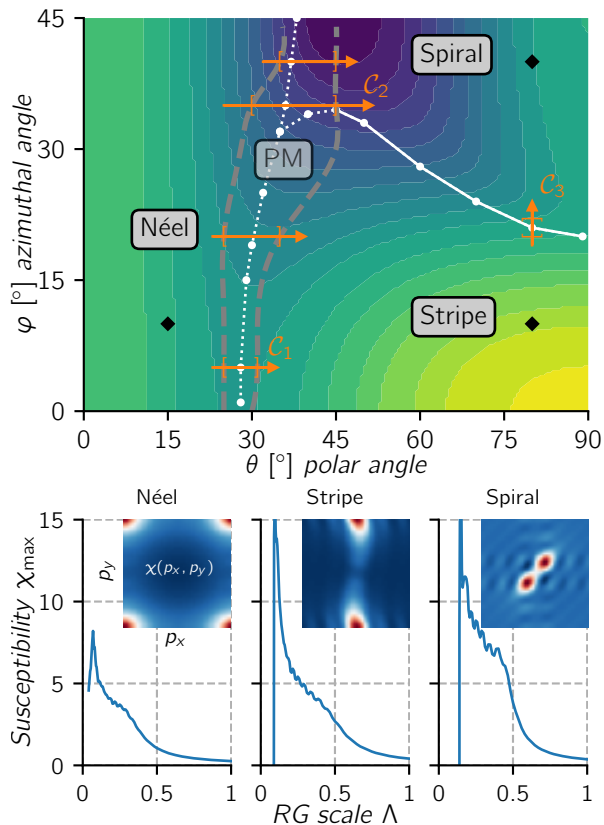 45
30
15
0
φ [°] azimuthal angle
Spiral
C₂
PM
C₃
Néel
Stripe
C₁
0 15 30 45 60 75 90
θ [°] polar angle
Néel Stripe Spiral
15
10
5
0
Susceptibility χmax
χ(pₓ, pᵧ)
pᵧ
pₓ
0 0.5 1 0 0.5 1 0 0.5 1
RG scale Λ